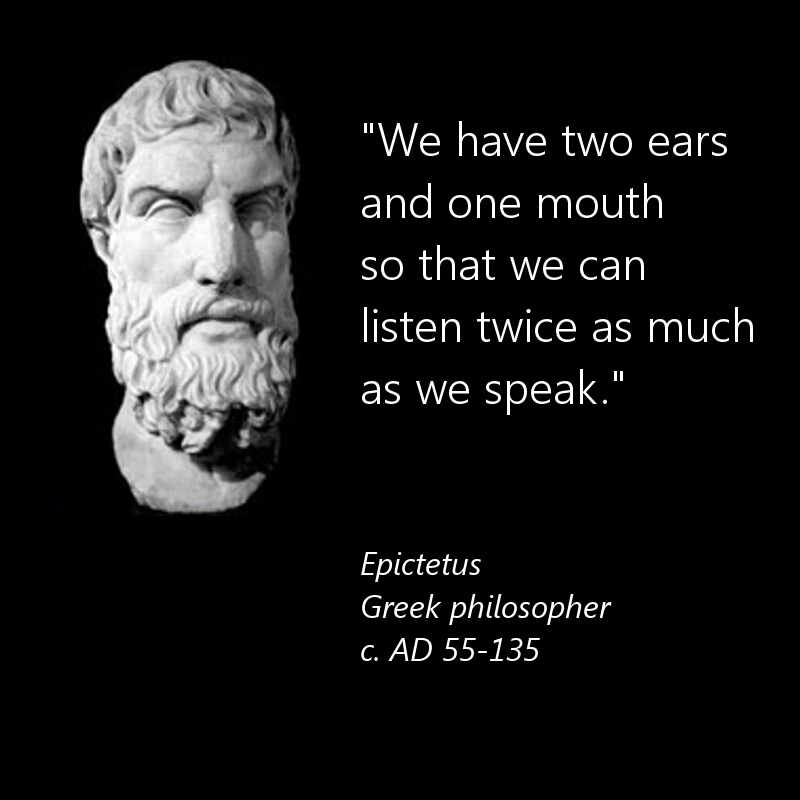 "We have two ears
and one mouth
so that we can
listen twice as much
as we speak."
Epictetus
Greek philosopher
c. AD 55-135